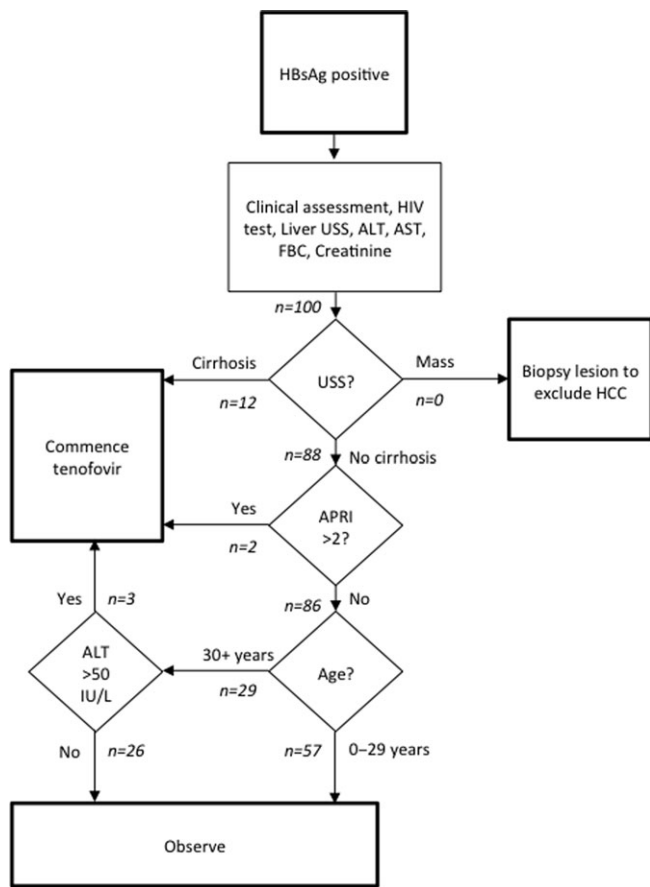 HBsAg positive
Clinical assessment, HIV
test, Liver USS, ALT, AST,
FBC, Creatinine
n=100
USS?
Cirrhosis
n=12
Mass
n=0
Biopsy lesion to
exclude HCC
Commence
tenofovir
n=88
No cirrhosis
APRI
>2?
Yes
n=2
n=86
No
Age?
30+ years
n=29
ALT
>50
IU/L
Yes
n=3
No
n=26
n=57
0–29 years
Observe